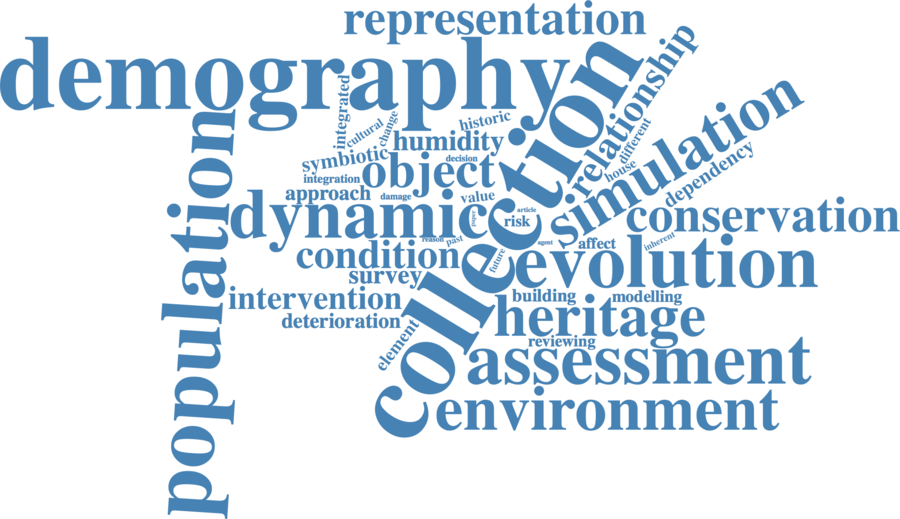 representation
demography
collection
relationship
integrated
cultural
change
historic
humidity
different
simulation
population
symbiotic
decision
object
house
dependency
integration
approach
damage
value
dynamic
paper
article
risk
conservation
reason
past
agent
affect
inherent
condition
future
evolution
survey
intervention
building
modelling
deterioration
heritage
element
reviewing
assessment
environment